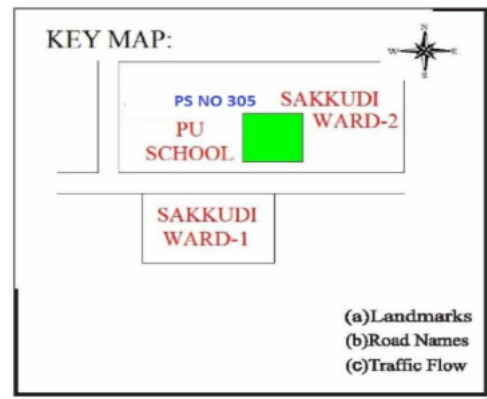 KEY MAP:
N
W
E
S
PS NO 305
SAKKUDI
WARD-2
PU
SCHOOL
SAKKUDI
WARD-1
(a)Landmarks
(b)Road Names
(c)Traffic Flow